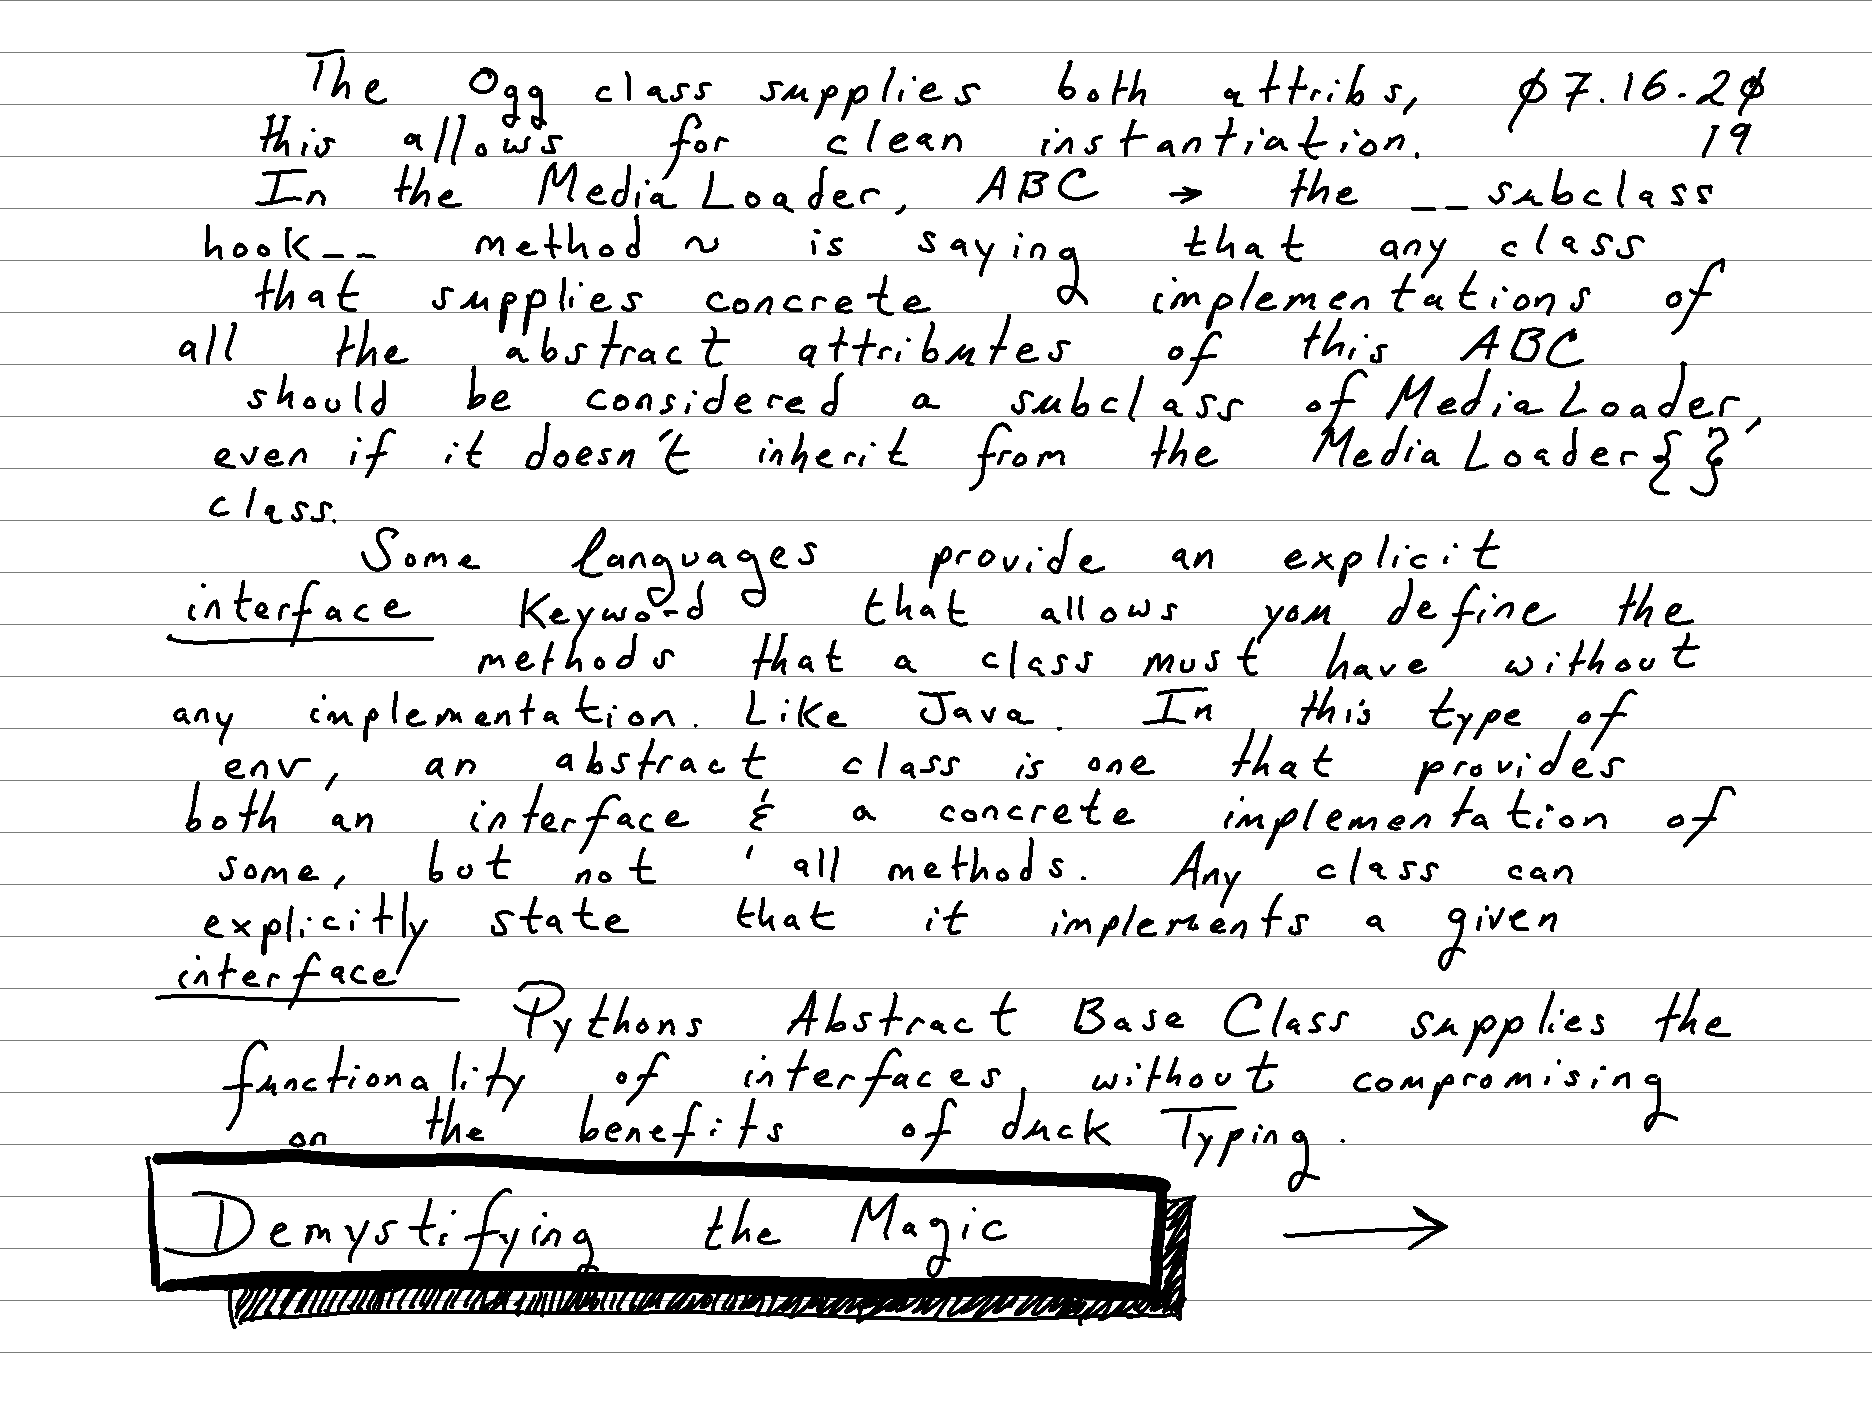 The Ogg class supplies both attribs, 07.16.20
this allows for clean instantiation. 19
In the MediaLoader, ABC → the __subclass
hook__ method ~ is saying that any class
that supplies concrete implementations of
all the abstract attributes of this ABC
should be considered a subclass of MediaLoader,
even if it doesn't inherit from the MediaLoader{}
class.
Some languages provide an explicit
interface keyword that allows you define the
methods that a class must have without
any implementation. Like Java. In this type of
env, an abstract class is one that provides
both an interface & a concrete implementation of
some, but not 'all methods. Any class can
explicitly state that it implements a given
interface
Pythons Abstract Base Class supplies the
functionality of interfaces, without compromising
on the benefits of duck Typing.
Demystifying the Magic →